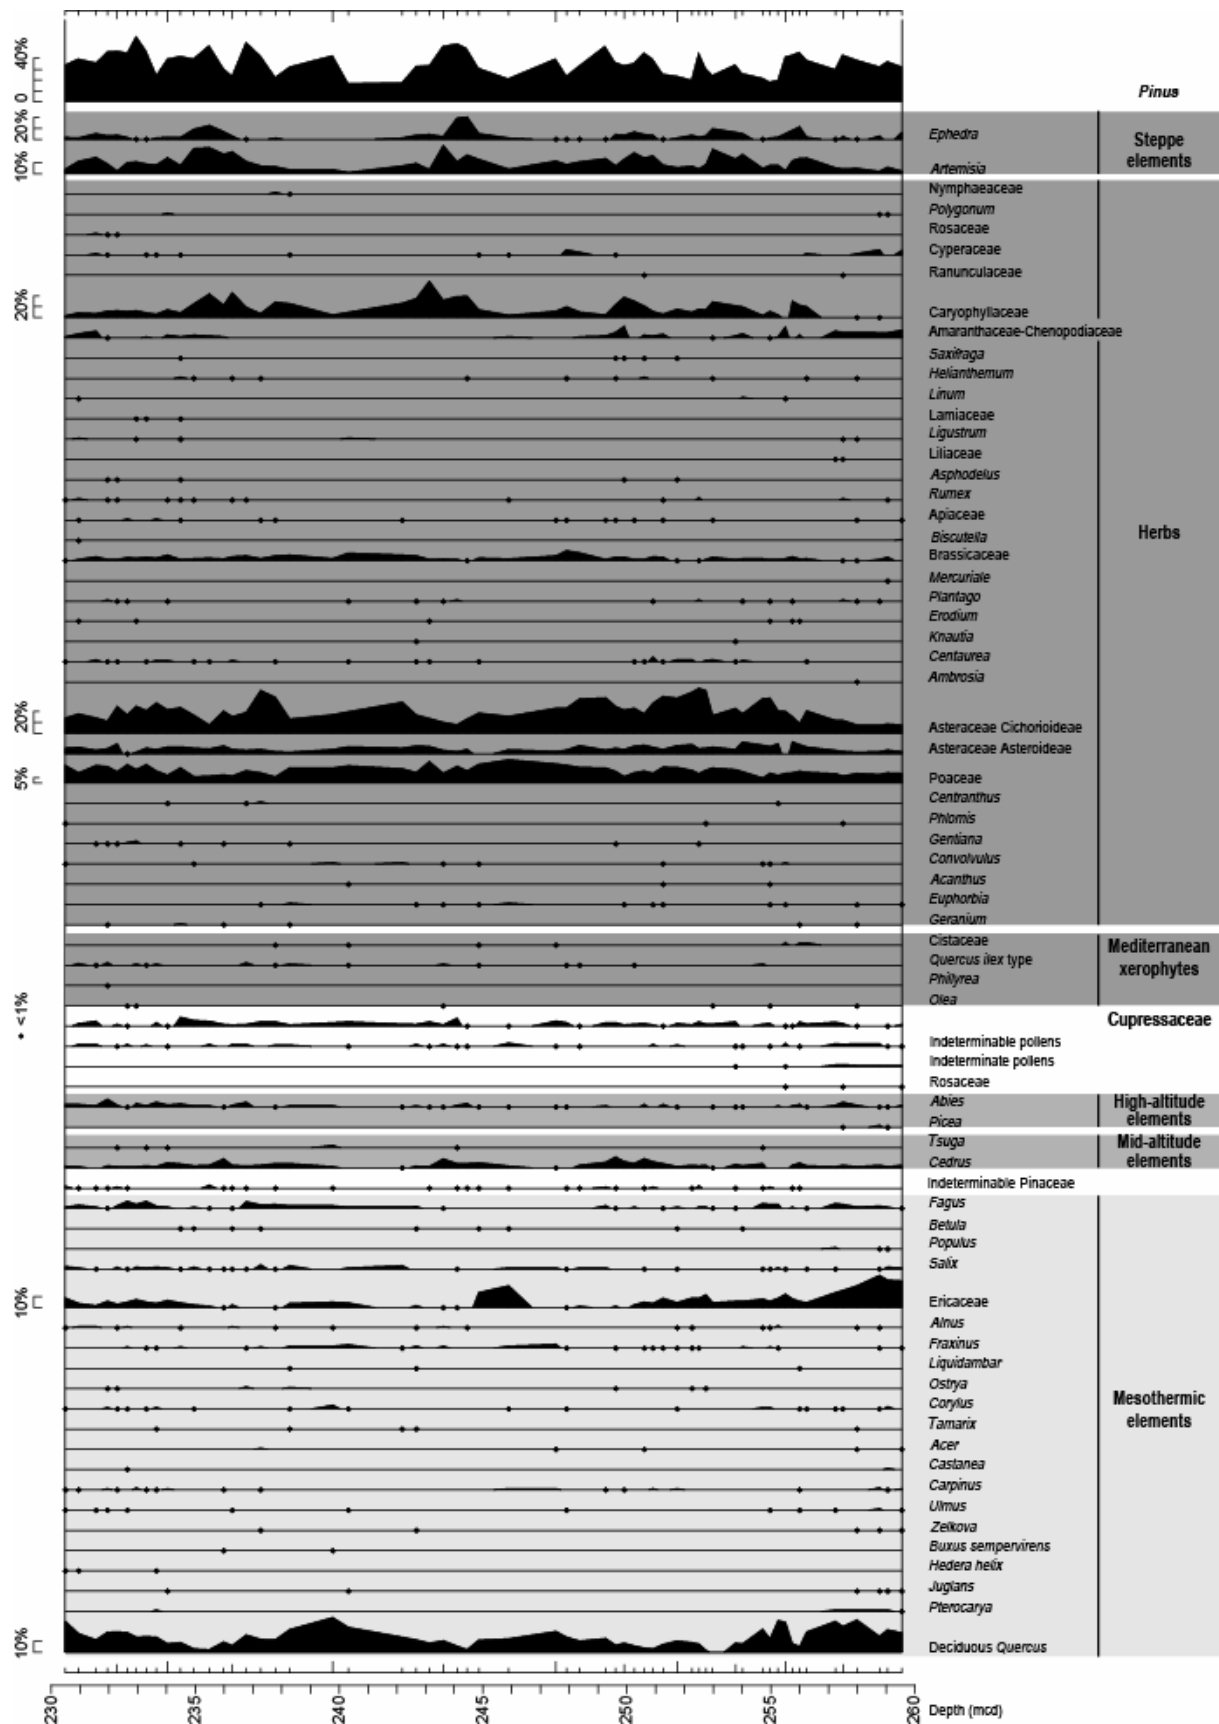 40%
0
Pinus
20%
Ephedra
Steppe
elements
10%
Artemisia
Nymphaeaceae
Polygonum
Rosaceae
Cyperaceae
Ranunculaceae
20%
Caryophyllaceae
Amaranthaceae-Chenopodiaceae
Saxifraga
Helianthemum
Linum
Lamiaceae
Ligustrum
Liliaceae
Asphodelus
Rumex
Apiaceae
Herbs
Biscutella
Brassicaceae
Mercuriale
Plantago
Erodium
Knautia
Centaurea
Ambrosia
20%
Asteraceae Cichorioideae
Asteraceae Asteroideae
5%
Poaceae
Centranthus
Phlomis
Gentiana
Convolvulus
Acanthus
Euphorbia
Geranium
Cistaceae
Mediterranean
xerophytes
Quercus ilex type
Phillyrea
Olea
• <1%
Cupressaceae
Indeterminable pollens
Indeterminate pollens
Rosaceae
Abies
High-altitude
elements
Picea
Tsuga
Mid-altitude
elements
Cedrus
Indeterminable Pinaceae
Fagus
Betula
Populus
Salix
10%
Ericaceae
Alnus
Fraxinus
Liquidambar
Ostrya
Corylus
Mesothermic
elements
Tamarix
Acer
Castanea
Carpinus
Ulmus
Zelkova
Buxus sempervirens
Hedera helix
Juglans
Pterocarya
10%
Deciduous Quercus
230 235 240 245 250 255 260
Depth (mcd)